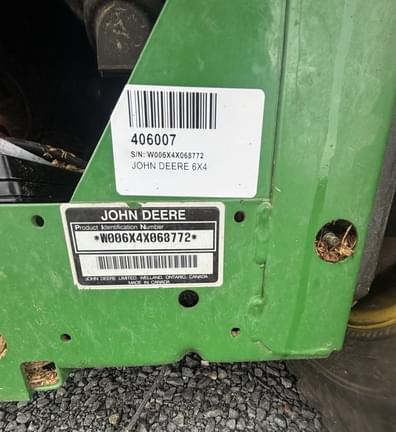 406007
S/N: W006X4X068772
JOHN DEERE 6X4
JOHN DEERE
Product Identification Number
*W006X4X068772*
JOHN DEERE LIMITED, WELLAND, ONTARIO, CANADA
MADE IN CANADA